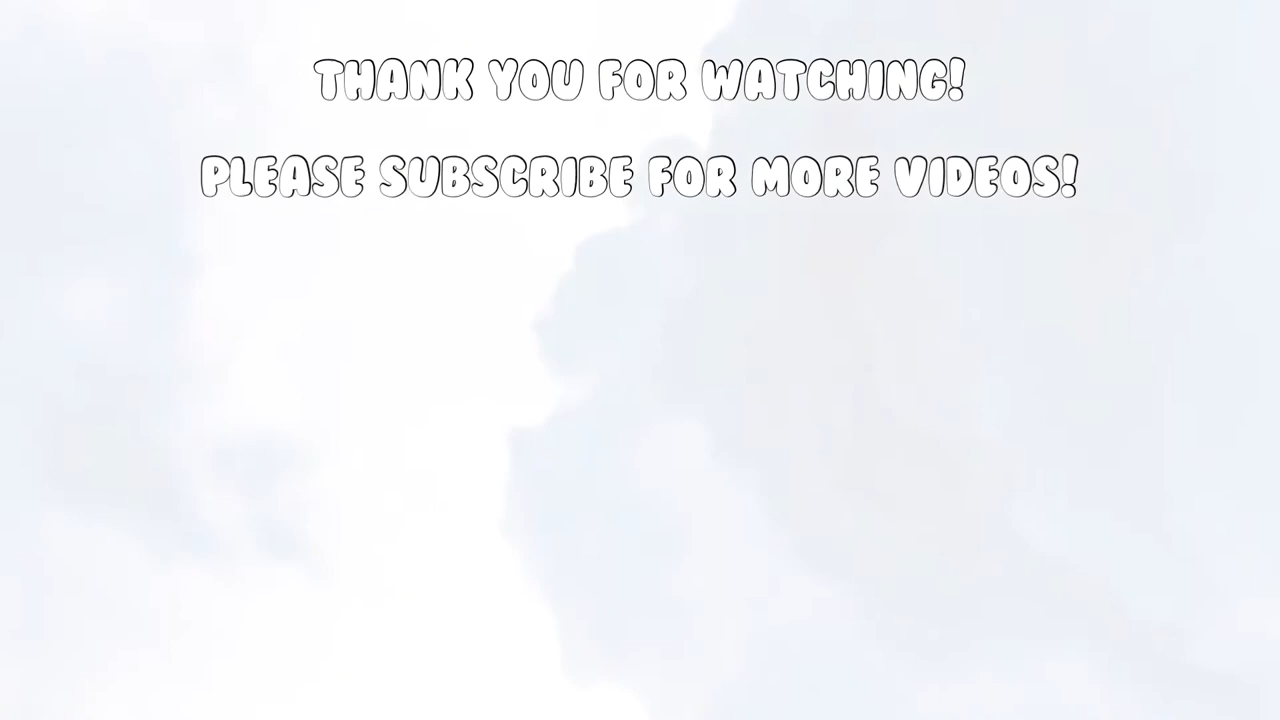 THANK YOU FOR WATCHING!
PLEASE SUBSCRIBE FOR MORE VIDEOS!